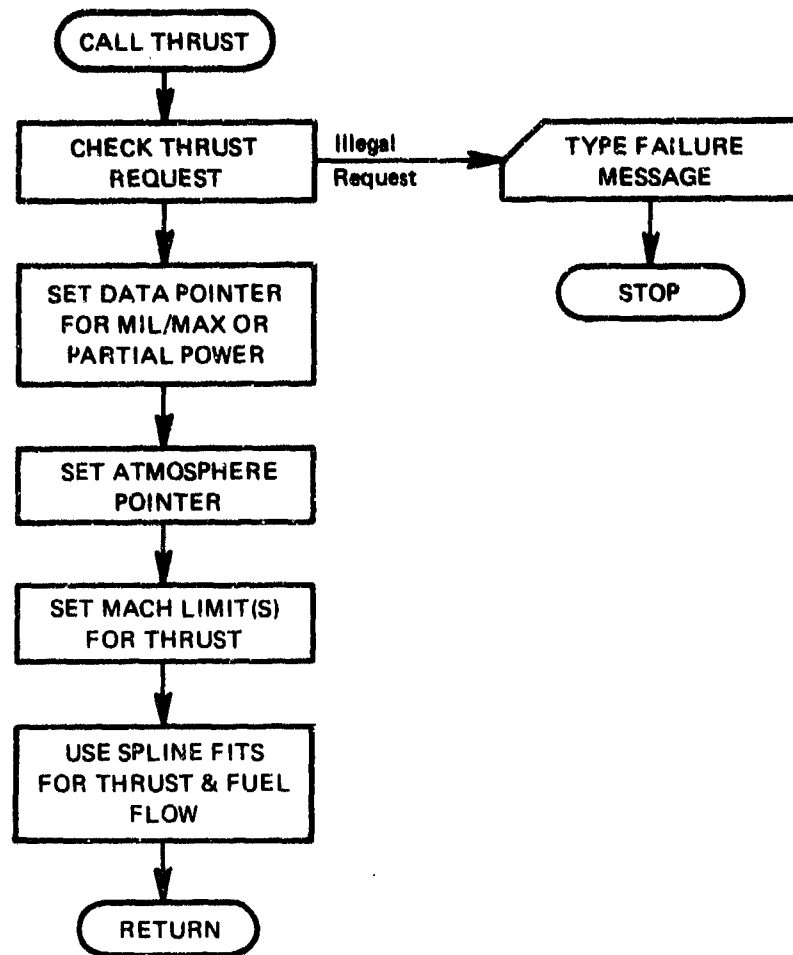 CALL THRUST
CHECK THRUST
REQUEST
Illegal
Request
TYPE FAILURE
MESSAGE
STOP
SET DATA POINTER
FOR MIL/MAX OR
PARTIAL POWER
SET ATMOSPHERE
POINTER
SET MACH LIMIT(S)
FOR THRUST
USE SPLINE FITS
FOR THRUST & FUEL
FLOW
RETURN